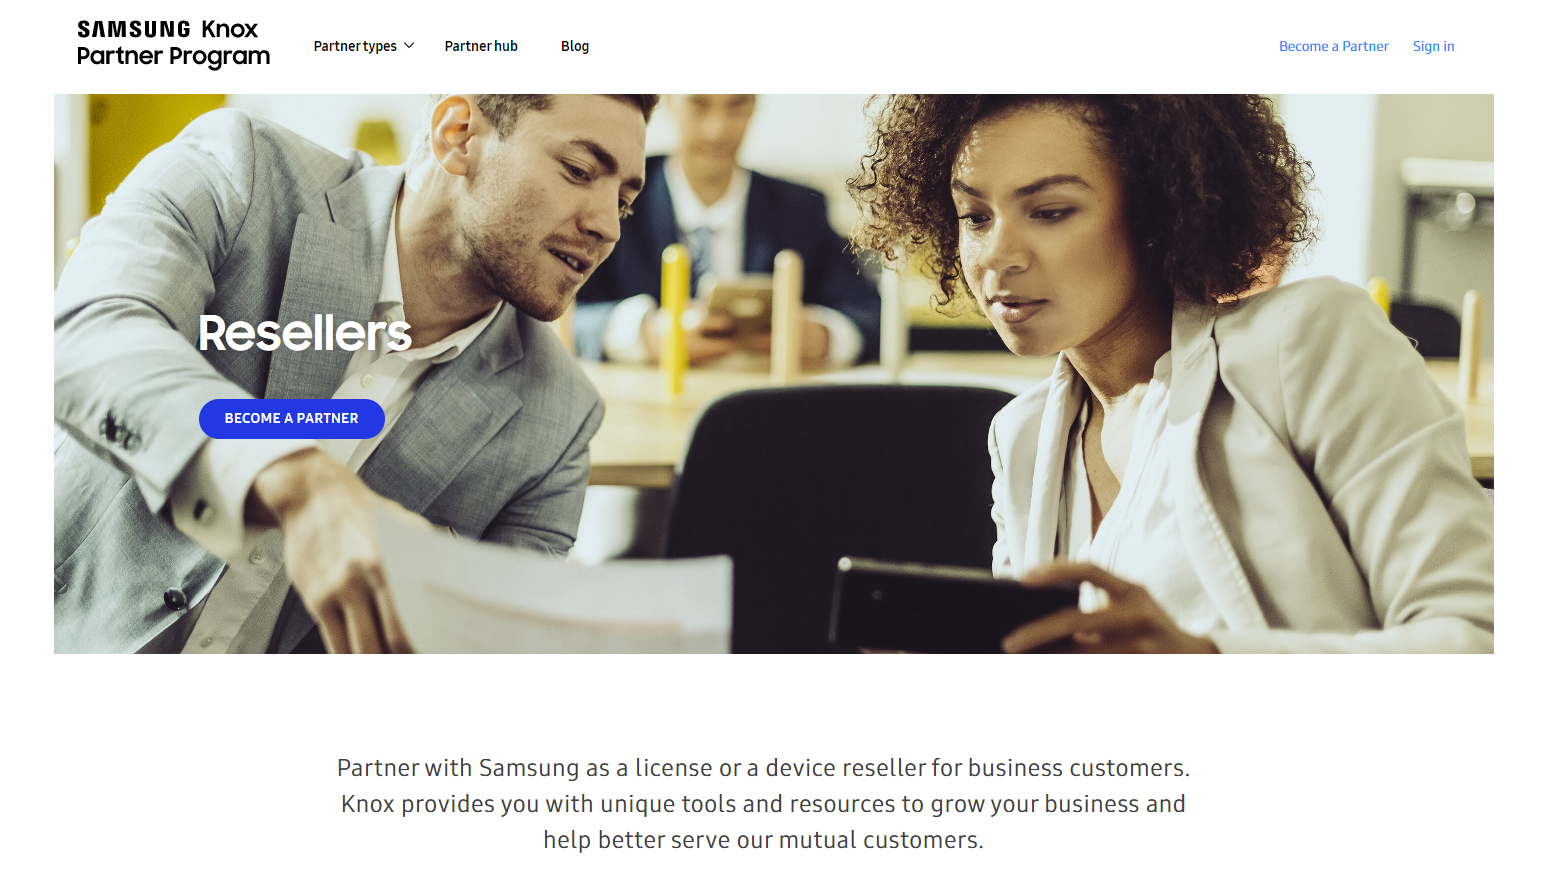 SAMSUNG Knox
Partner Program
Partner types
Partner hub
Blog
Become a Partner
Sign in
Resellers
BECOME A PARTNER
Partner with Samsung as a license or a device reseller for business customers.
Knox provides you with unique tools and resources to grow your business and
help better serve our mutual customers.